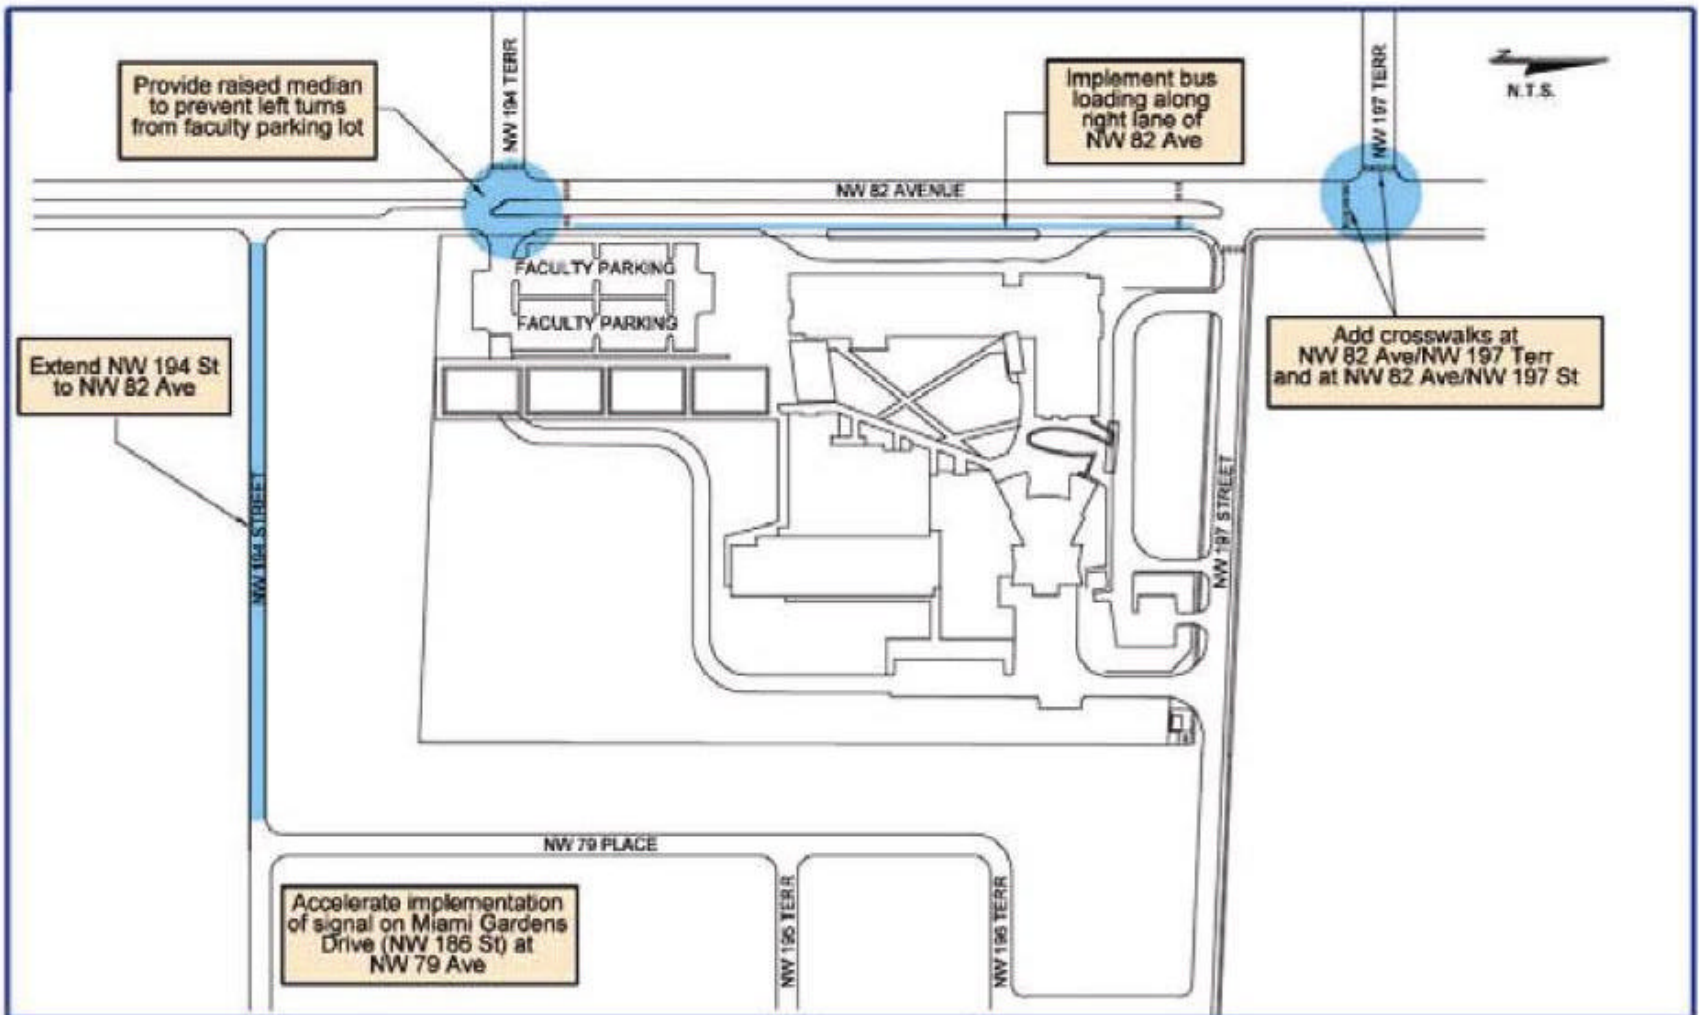 NW 194 TERR
NW 197 TERR
N.T.S.
Provide raised median
to prevent left turns
from faculty parking lot
Implement bus
loading along
right lane of
NW 82 Ave
NW 82 AVENUE
FACULTY PARKING
FACULTY PARKING
Extend NW 194 St
to NW 82 Ave
Add crosswalks at
NW 82 Ave/NW 197 Terr
and at NW 82 Ave/NW 197 St
NW 194 STREET
NW 197 STREET
NW 79 PLACE
Accelerate implementation
of signal on Miami Gardens
Drive (NW 186 St) at
NW 79 Ave
NW 195 TERR
NW 196 TERR